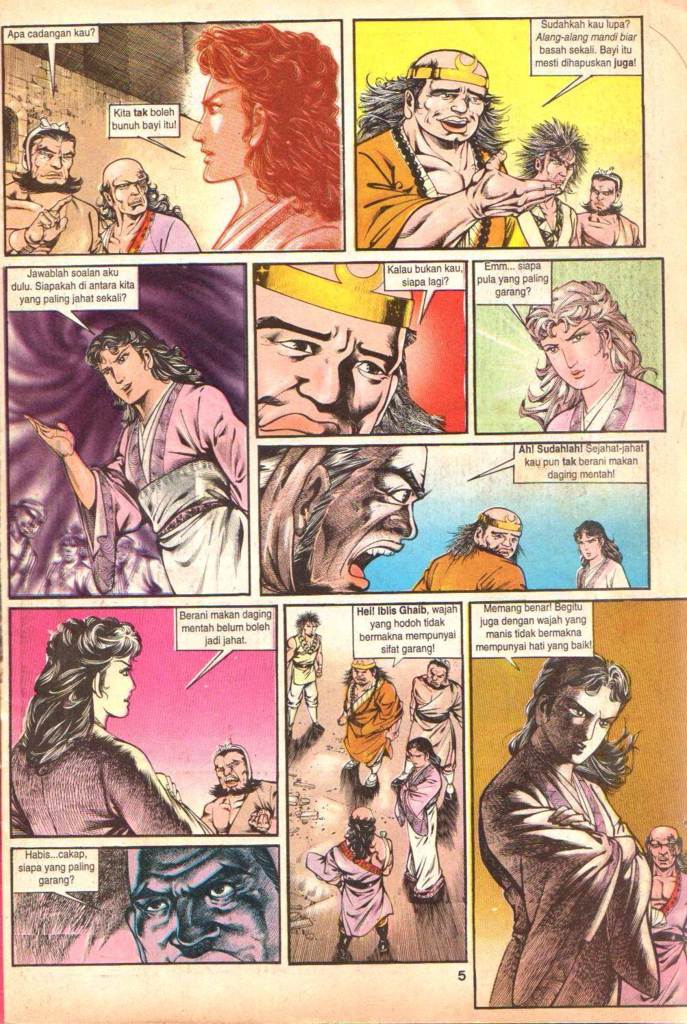 Apa cadangan kau?
Kita tak boleh
bunuh bayi itu!
Sudahkah kau lupa?
Alang-alang mandi biar
basah sekali. Bayi itu
mesti dihapuskan juga!
Jawablah soalan aku
dulu. Siapakah di antara kita
yang paling jahat sekali?
Kalau bukan kau,
siapa lagi?
Emm... siapa
pula yang paling
garang?
Ah! Sudahlah! Sejahat-jahat
kau pun tak berani makan
daging mentah!
Berani makan daging
mentah belum boleh
jadi jahat.
Hei! Iblis Ghaib, wajah
yang hodoh tidak
bermakna mempunyai
sifat garang!
Memang benar! Begitu
juga dengan wajah yang
manis tidak bermakna
mempunyai hati yang baik!
Habis...cakap,
siapa yang paling
garang?
5